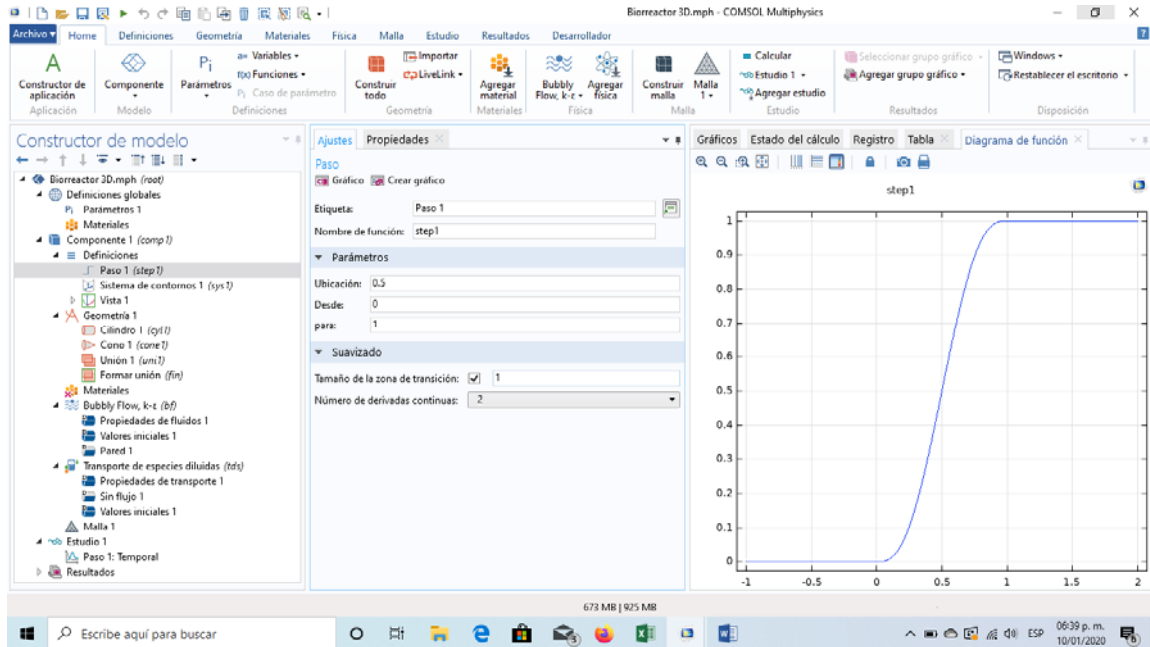 Biorreactor 3D.mph - COMSOL Multiphysics
Archivo Home Definiciones Geometría Materiales Física Malla Estudio Resultados Desarrollador
Constructor de aplicación
Aplicación
Componente
Modelo
Pi Parámetros
a= Variables
f(x) Funciones
Pi Caso de parámetro
Definiciones
Construir todo
Importar
LiveLink
Geometría
Agregar material
Materiales
Bubbly Flow, k-ε
Agregar física
Física
Construir malla
Malla 1
Malla
Calcular
Estudio 1
Agregar estudio
Estudio
Seleccionar grupo gráfico
Agregar grupo gráfico
Resultados
Windows
Restablecer el escritorio
Disposición
Constructor de modelo
Biorreactor 3D.mph (root)
Definiciones globales
Pi Parámetros 1
Materiales
Componente 1 (comp1)
Definiciones
Paso 1 (step1)
Sistema de contornos 1 (sys1)
Vista 1
Geometría 1
Cilindro 1 (cyl1)
Cono 1 (cone1)
Unión 1 (uni1)
Formar unión (fin)
Materiales
Bubbly Flow, k-ε (bf)
Propiedades de fluidos 1
Valores iniciales 1
Pared 1
Transporte de especies diluidas (tds)
Propiedades de transporte 1
Sin flujo 1
Valores iniciales 1
Malla 1
Estudio 1
Paso 1: Temporal
Resultados
Ajustes Propiedades
Paso
Gráfico Crear gráfico
Etiqueta: Paso 1
Nombre de función: step1
Parámetros
Ubicación: 0.5
Desde: 0
para: 1
Suavizado
Tamaño de la zona de transición: 1
Número de derivadas continuas: 2
Gráficos Estado del cálculo Registro Tabla Diagrama de función
step1
1
0.9
0.8
0.7
0.6
0.5
0.4
0.3
0.2
0.1
0
-1 -0.5 0 0.5 1 1.5 2
673 MB | 925 MB
Escribe aquí para buscar
ESP
06:39 p. m.
10/01/2020